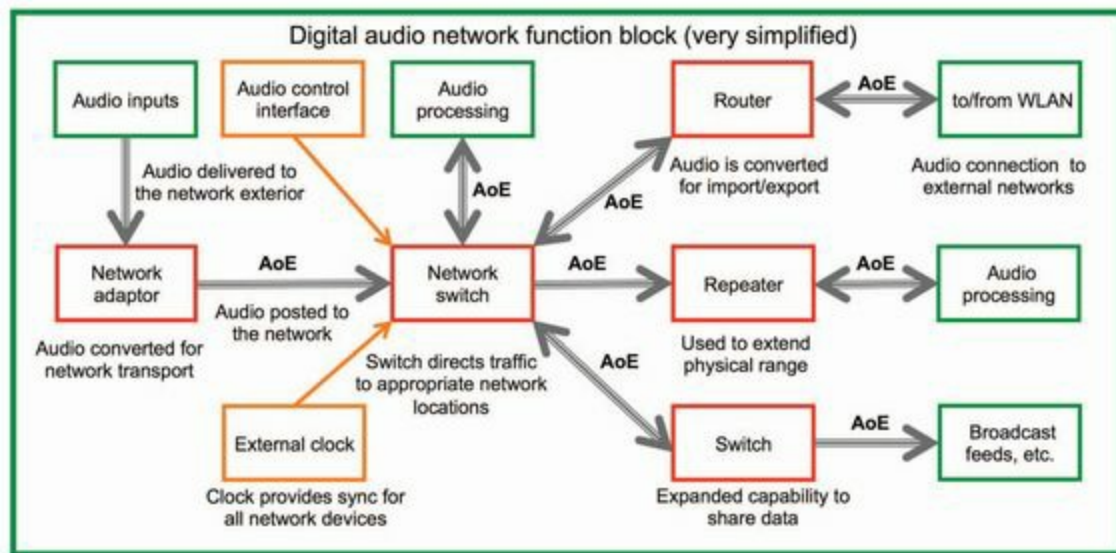 Digital audio network function block (very simplified)
Audio inputs
Audio control
interface
Audio
processing
Router
AoE
to/from WLAN
Audio delivered to
the network exterior
AoE
AoE
Audio is converted
for import/export
Audio connection to
external networks
Network
adaptor
AoE
Network
switch
AoE
Repeater
AoE
Audio
processing
Audio posted to
the network
Audio converted for
network transport
Switch directs traffic
to appropriate network
locations
AoE
Used to extend
physical range
External clock
Switch
AoE
Broadcast
feeds, etc.
Clock provides sync for
all network devices
Expanded capability to
share data